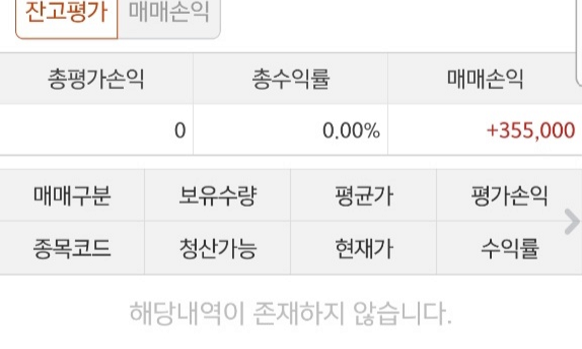 잔고평가 매매손익
총평가손익 총수익률 매매손익
0 0.00% +355,000
매매구분 보유수량 평균가 평가손익
종목코드 청산가능 현재가 수익률
해당내역이 존재하지 않습니다.